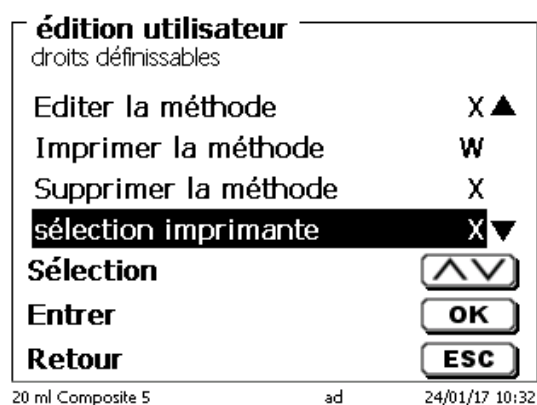 édition utilisateur
droits définissables
Editer la méthode X▲
Imprimer la méthode W
Supprimer la méthode X
sélection imprimante X▼
Sélection
Entrer OK
Retour ESC
20 ml Composite 5 ad 24/01/17 10:32